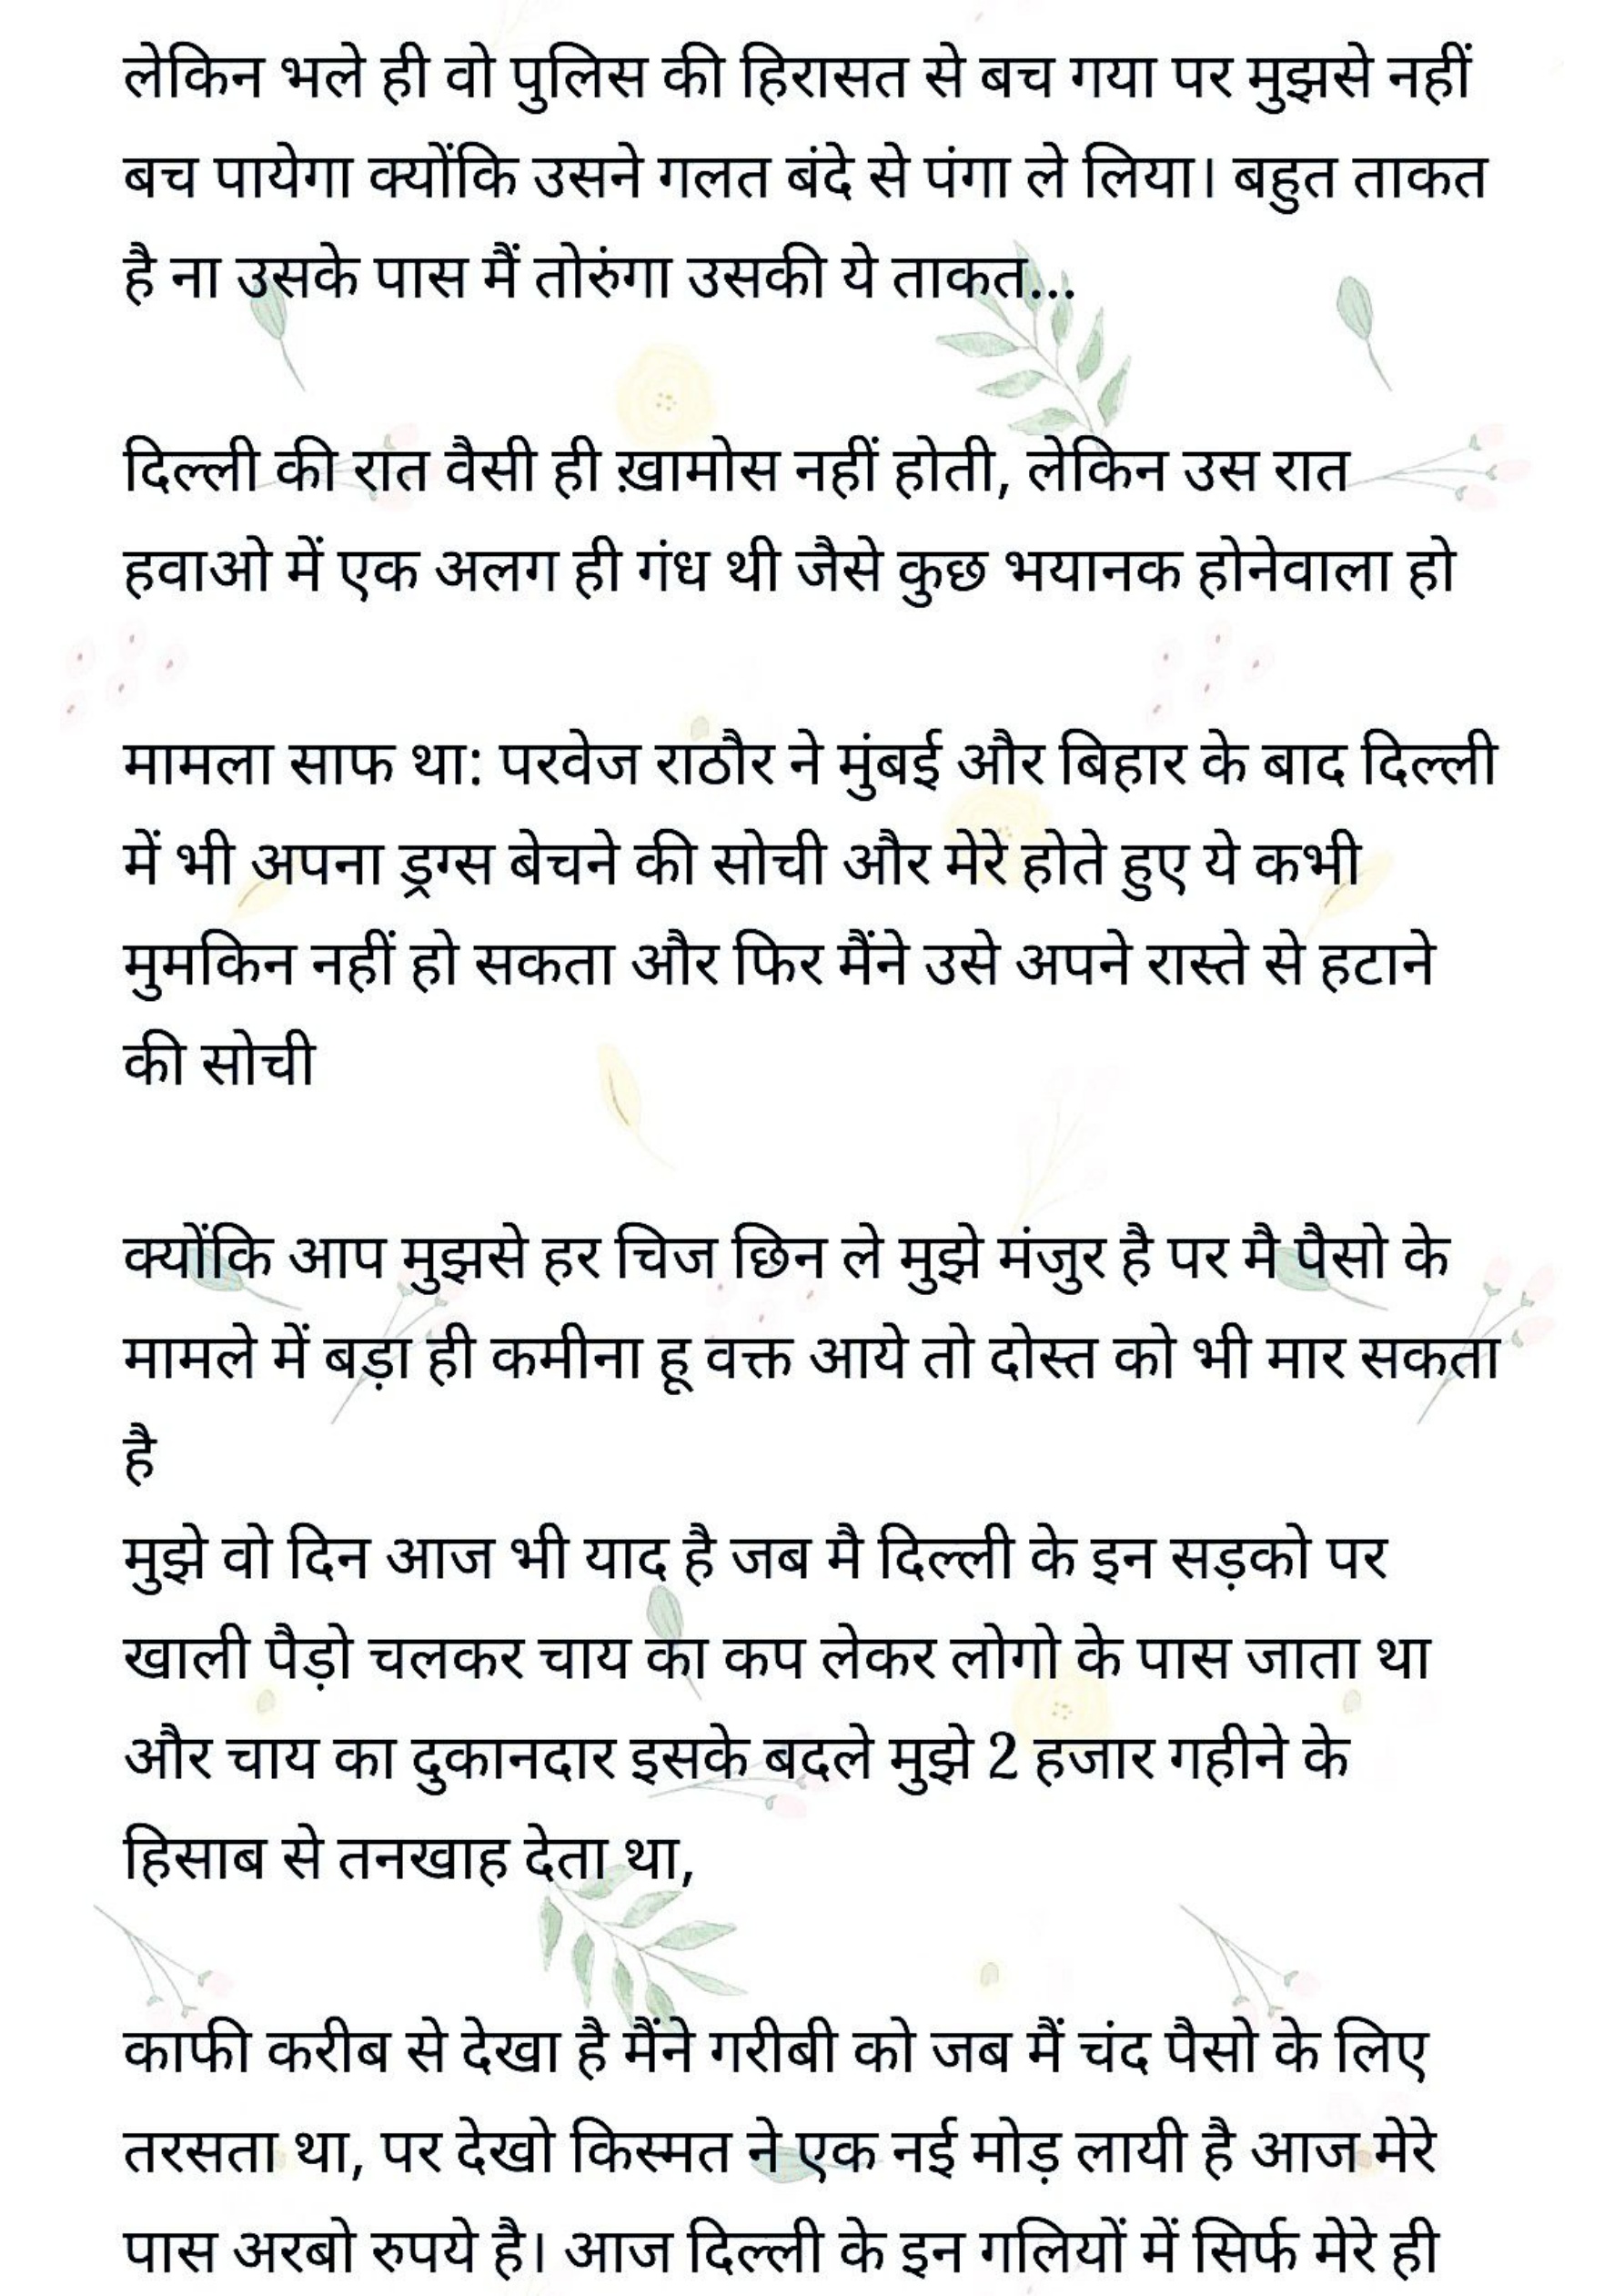 लेकिन भले ही वो पुलिस की हिरासत से बच गया पर मुझसे नहीं
बच पायेगा क्योंकि उसने गलत बंदे से पंगा ले लिया। बहुत ताकत
है ना उसके पास मैं तोरुंगा उसकी ये ताकत...
दिल्ली की रात वैसी ही ख़ामोस नहीं होती, लेकिन उस रात
हवाओ में एक अलग ही गंध थी जैसे कुछ भयानक होनेवाला हो
मामला साफ था: परवेज राठौर ने मुंबई और बिहार के बाद दिल्ली
में भी अपना ड्रग्स बेचने की सोची और मेरे होते हुए ये कभी
मुमकिन नहीं हो सकता और फिर मैंने उसे अपने रास्ते से हटाने
की सोची
क्योंकि आप मुझसे हर चिज छिन ले मुझे मंजुर है पर मै पैसो के
मामले में बड़ा ही कमीना हू वक्त आये तो दोस्त को भी मार सकता
है
मुझे वो दिन आज भी याद है जब मै दिल्ली के इन सड़को पर
खाली पैड़ो चलकर चाय का कप लेकर लोगो के पास जाता था
और चाय का दुकानदार इसके बदले मुझे 2 हजार गहीने के
हिसाब से तनखाह देता था,
काफी करीब से देखा है मैंने गरीबी को जब मैं चंद पैसो के लिए
तरसता था, पर देखो किस्मत ने एक नई मोड़ लायी है आज मेरे
पास अरबो रुपये है। आज दिल्ली के इन गलियों में सिर्फ मेरे ही